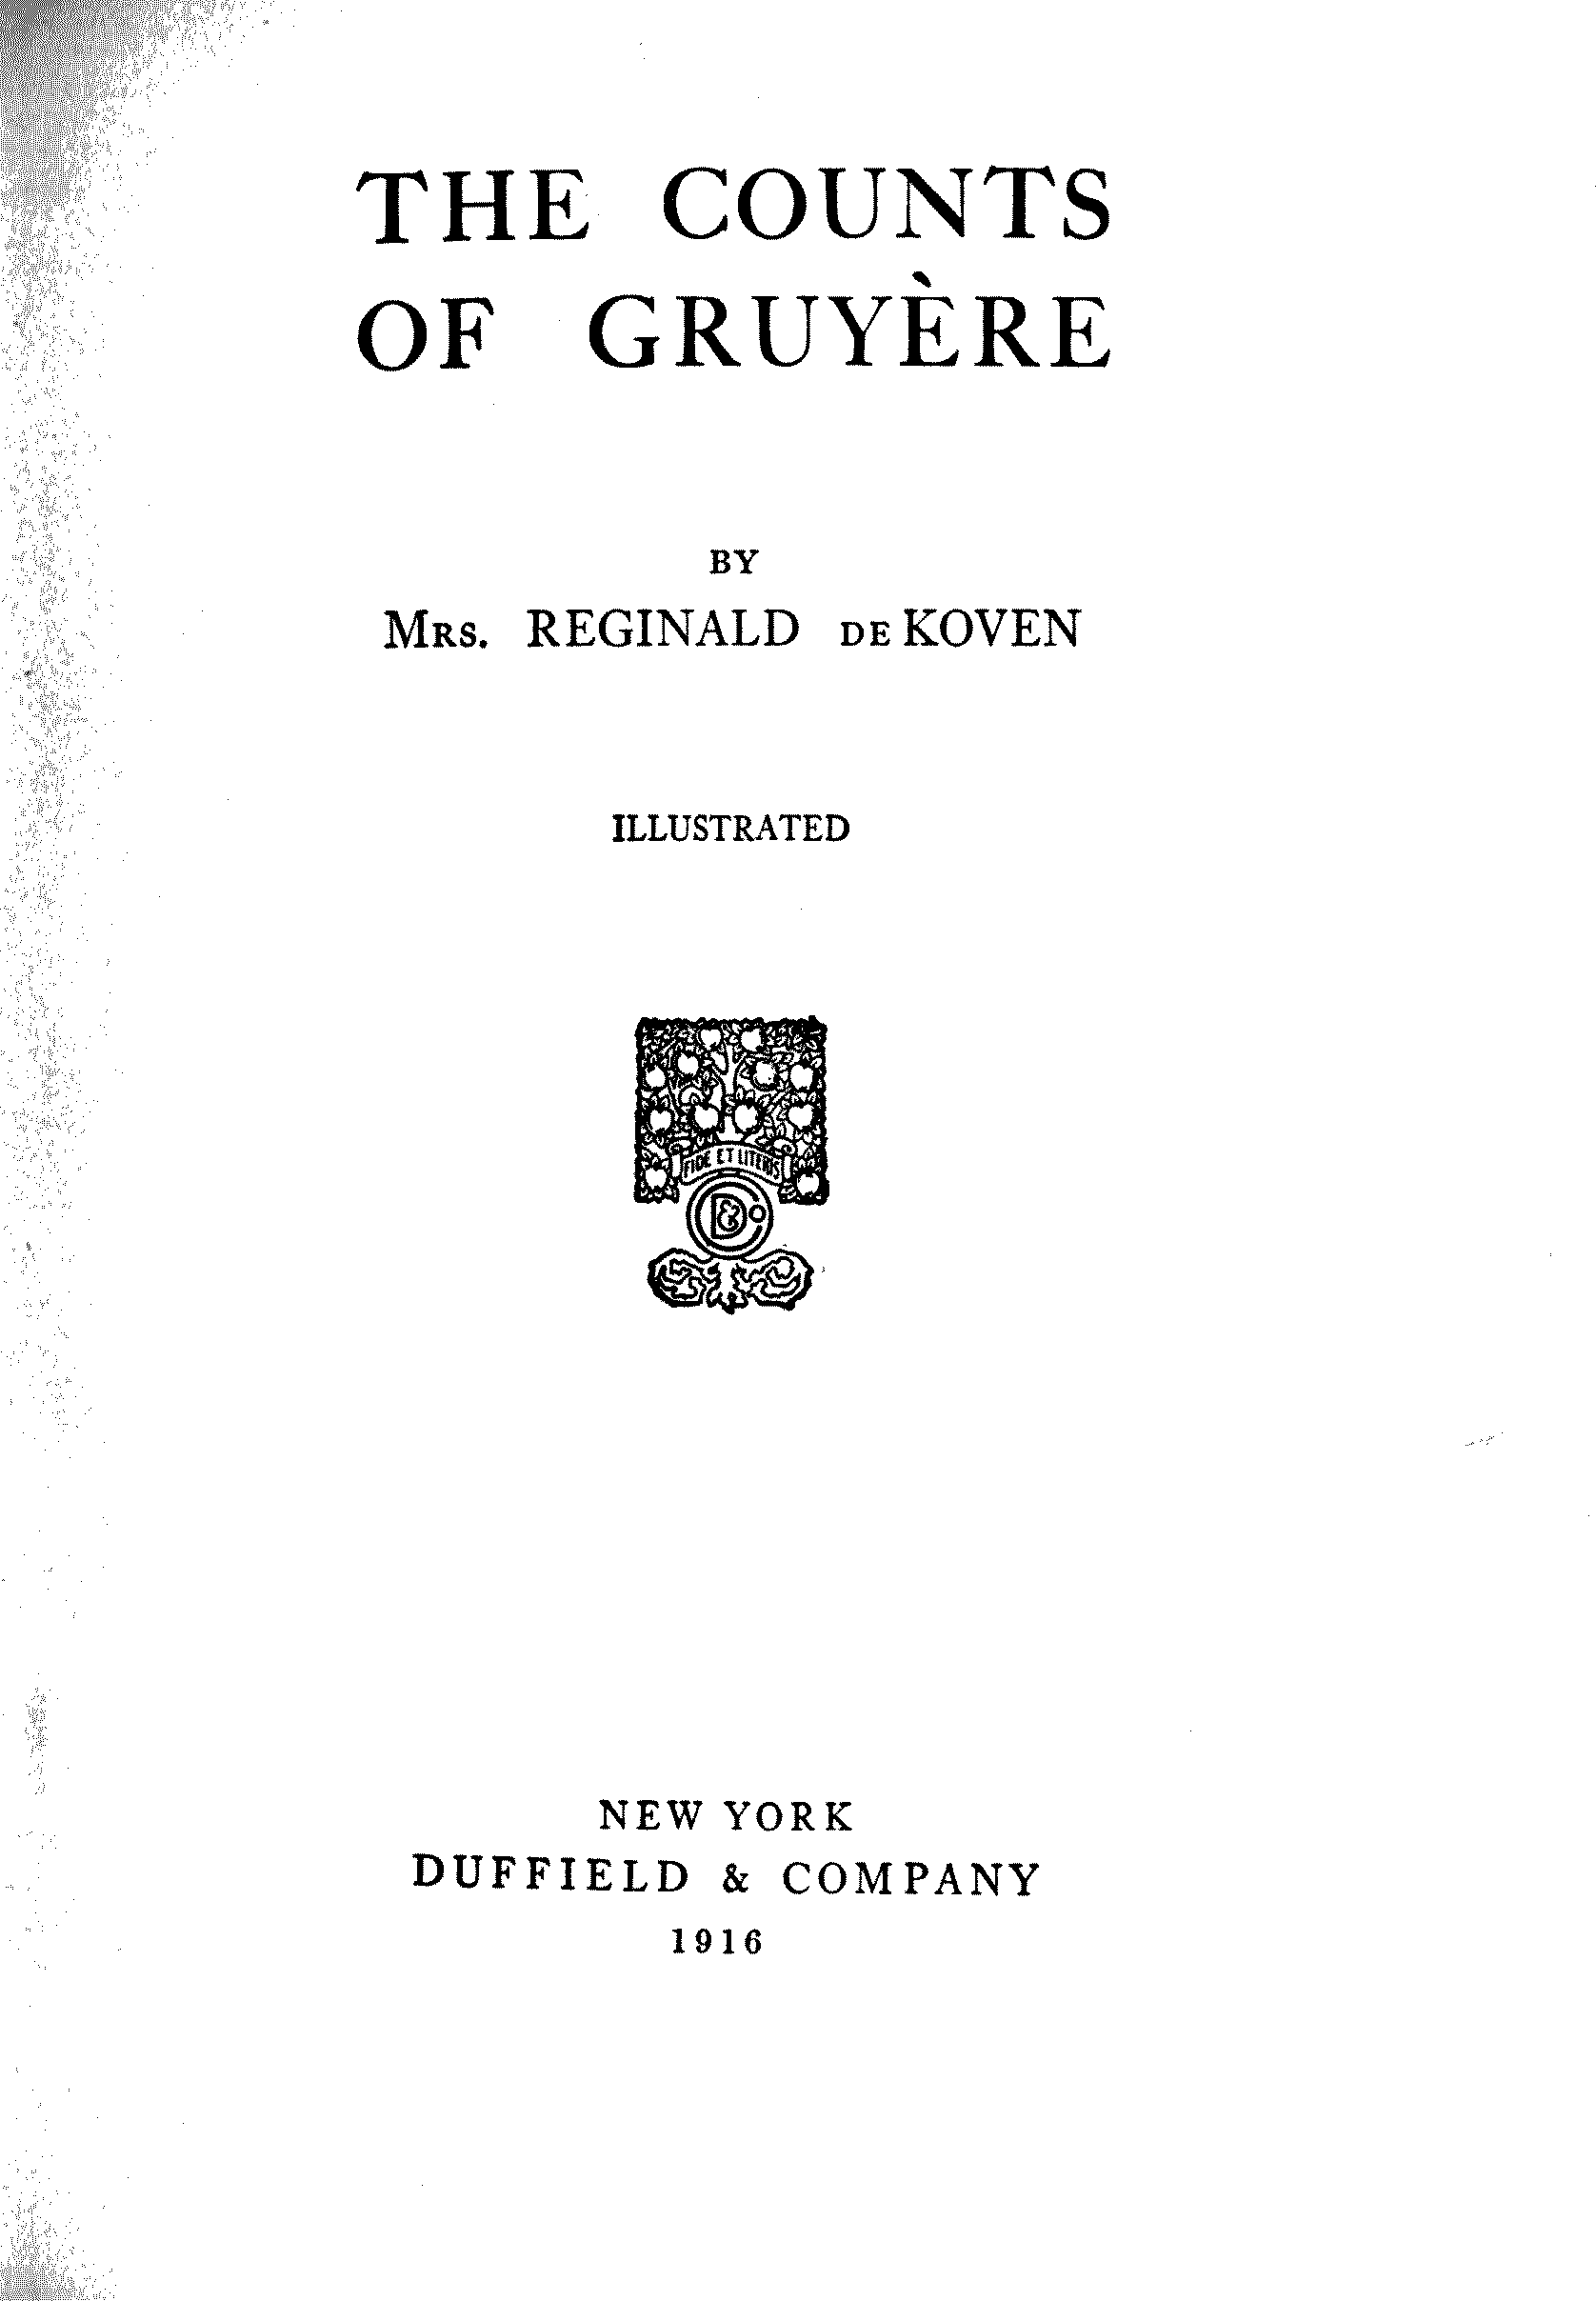 THE COUNTS
OF GRUYÈRE
BY
MRS. REGINALD DE KOVEN
ILLUSTRATED
FIDE ET LITERIS
D & Co
NEW YORK
DUFFIELD & COMPANY
1916